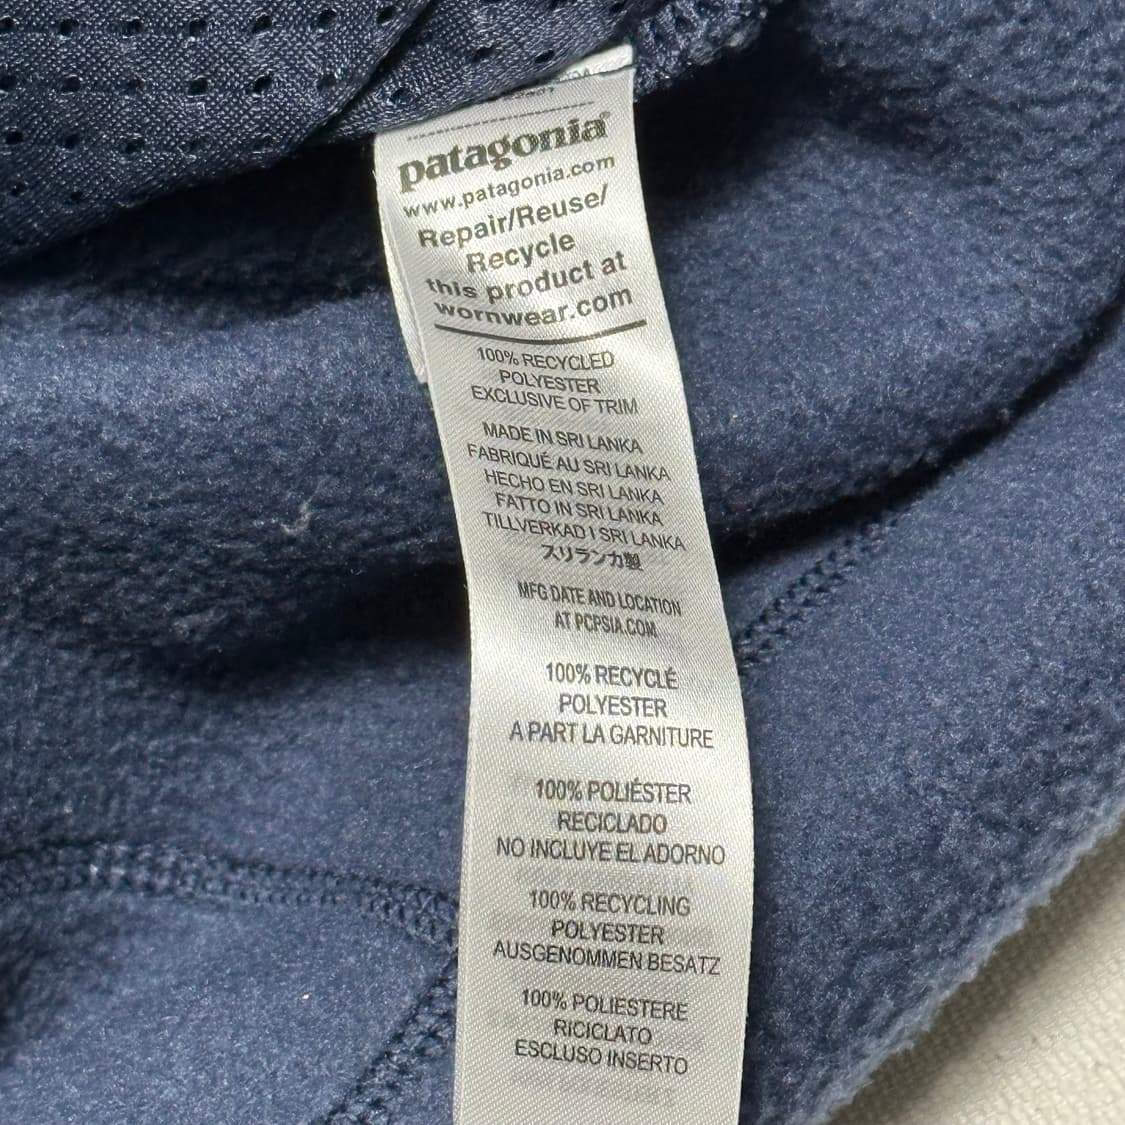 patagonia®
www.patagonia.com
Repair/Reuse/
Recycle
this product at
wornwear.com
100% RECYCLED
POLYESTER
EXCLUSIVE OF TRIM
MADE IN SRI LANKA
FABRIQUÉ AU SRI LANKA
HECHO EN SRI LANKA
FATTO IN SRI LANKA
TILLVERKAD I SRI LANKA
スリランカ製
MFG DATE AND LOCATION
AT PCPSIA.COM
100% RECYCLÉ
POLYESTER
A PART LA GARNITURE
100% POLIÉSTER
RECICLADO
NO INCLUYE EL ADORNO
100% RECYCLING
POLYESTER
AUSGENOMMEN BESATZ
100% POLIESTERE
RICICLATO
ESCLUSO INSERTO